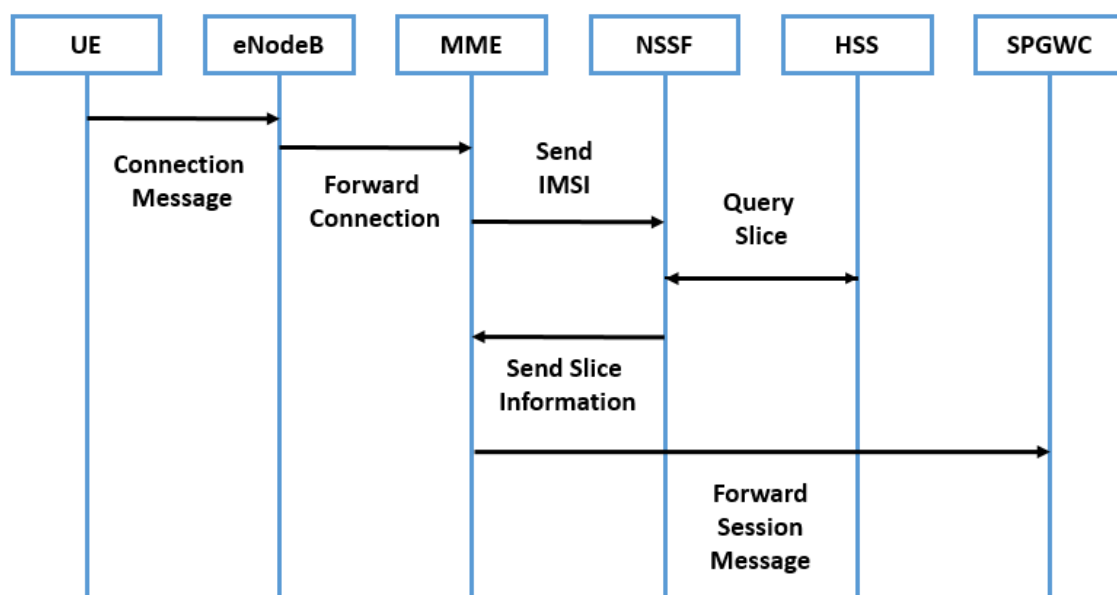 UE
eNodeB
MME
NSSF
HSS
SPGWC
Connection
Message
Forward
Connection
Send
IMSI
Query
Slice
Send Slice
Information
Forward
Session
Message